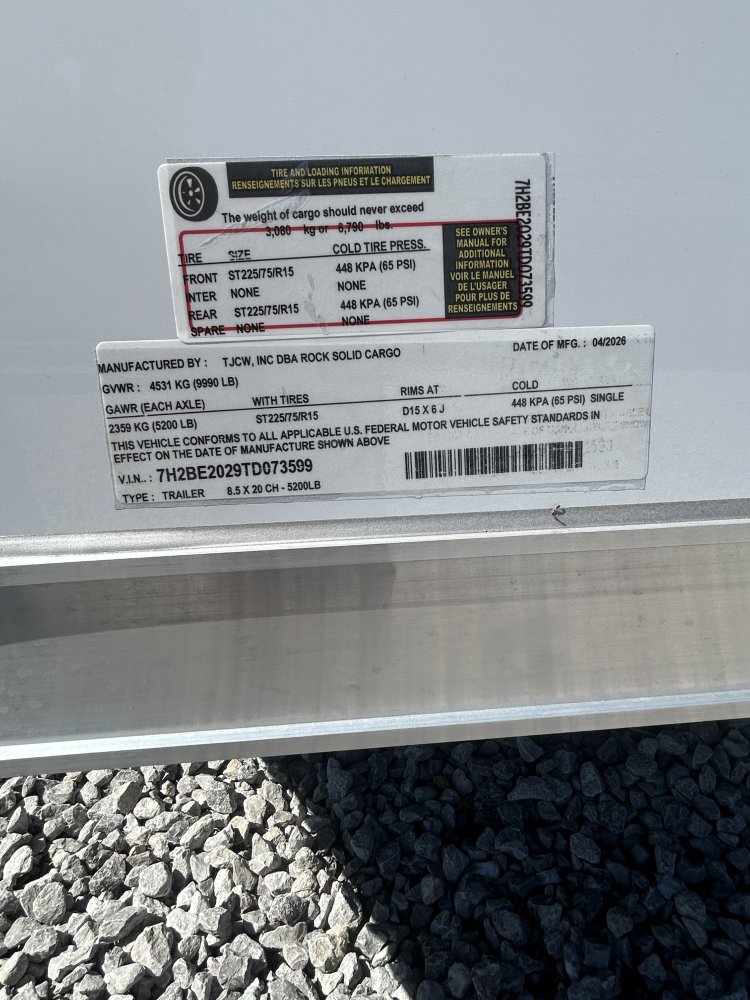 TIRE AND LOADING INFORMATION
RENSEIGNEMENTS SUR LES PNEUS ET LE CHARGEMENT
The weight of cargo should never exceed
3,080 kg or 6,790 lbs.
TIRE SIZE COLD TIRE PRESS.
FRONT ST225/75/R15 448 KPA (65 PSI)
INTER NONE NONE
REAR ST225/75/R15 448 KPA (65 PSI)
SPARE NONE NONE
SEE OWNER'S
MANUAL FOR
ADDITIONAL
INFORMATION
VOIR LE MANUEL
DE L'USAGER
POUR PLUS DE
RENSEIGNEMENTS
7H2BE2029TD073599
MANUFACTURED BY : TJCW, INC DBA ROCK SOLID CARGO DATE OF MFG. : 04/2026
GVWR : 4531 KG (9990 LB)
GAWR (EACH AXLE) WITH TIRES RIMS AT COLD
2359 KG (5200 LB) ST225/75/R15 D15 X 6 J 448 KPA (65 PSI) SINGLE
THIS VEHICLE CONFORMS TO ALL APPLICABLE U.S. FEDERAL MOTOR VEHICLE SAFETY STANDARDS IN
EFFECT ON THE DATE OF MANUFACTURE SHOWN ABOVE
V.I.N.. : 7H2BE2029TD073599
TYPE : TRAILER 8.5 X 20 CH - 5200LB